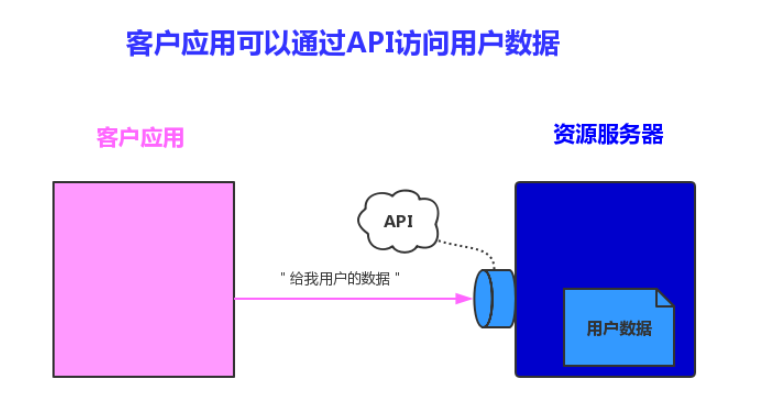 客户应用可以通过API访问用户数据
客户应用
资源服务器
API
" 给我用户的数据 "
用户数据